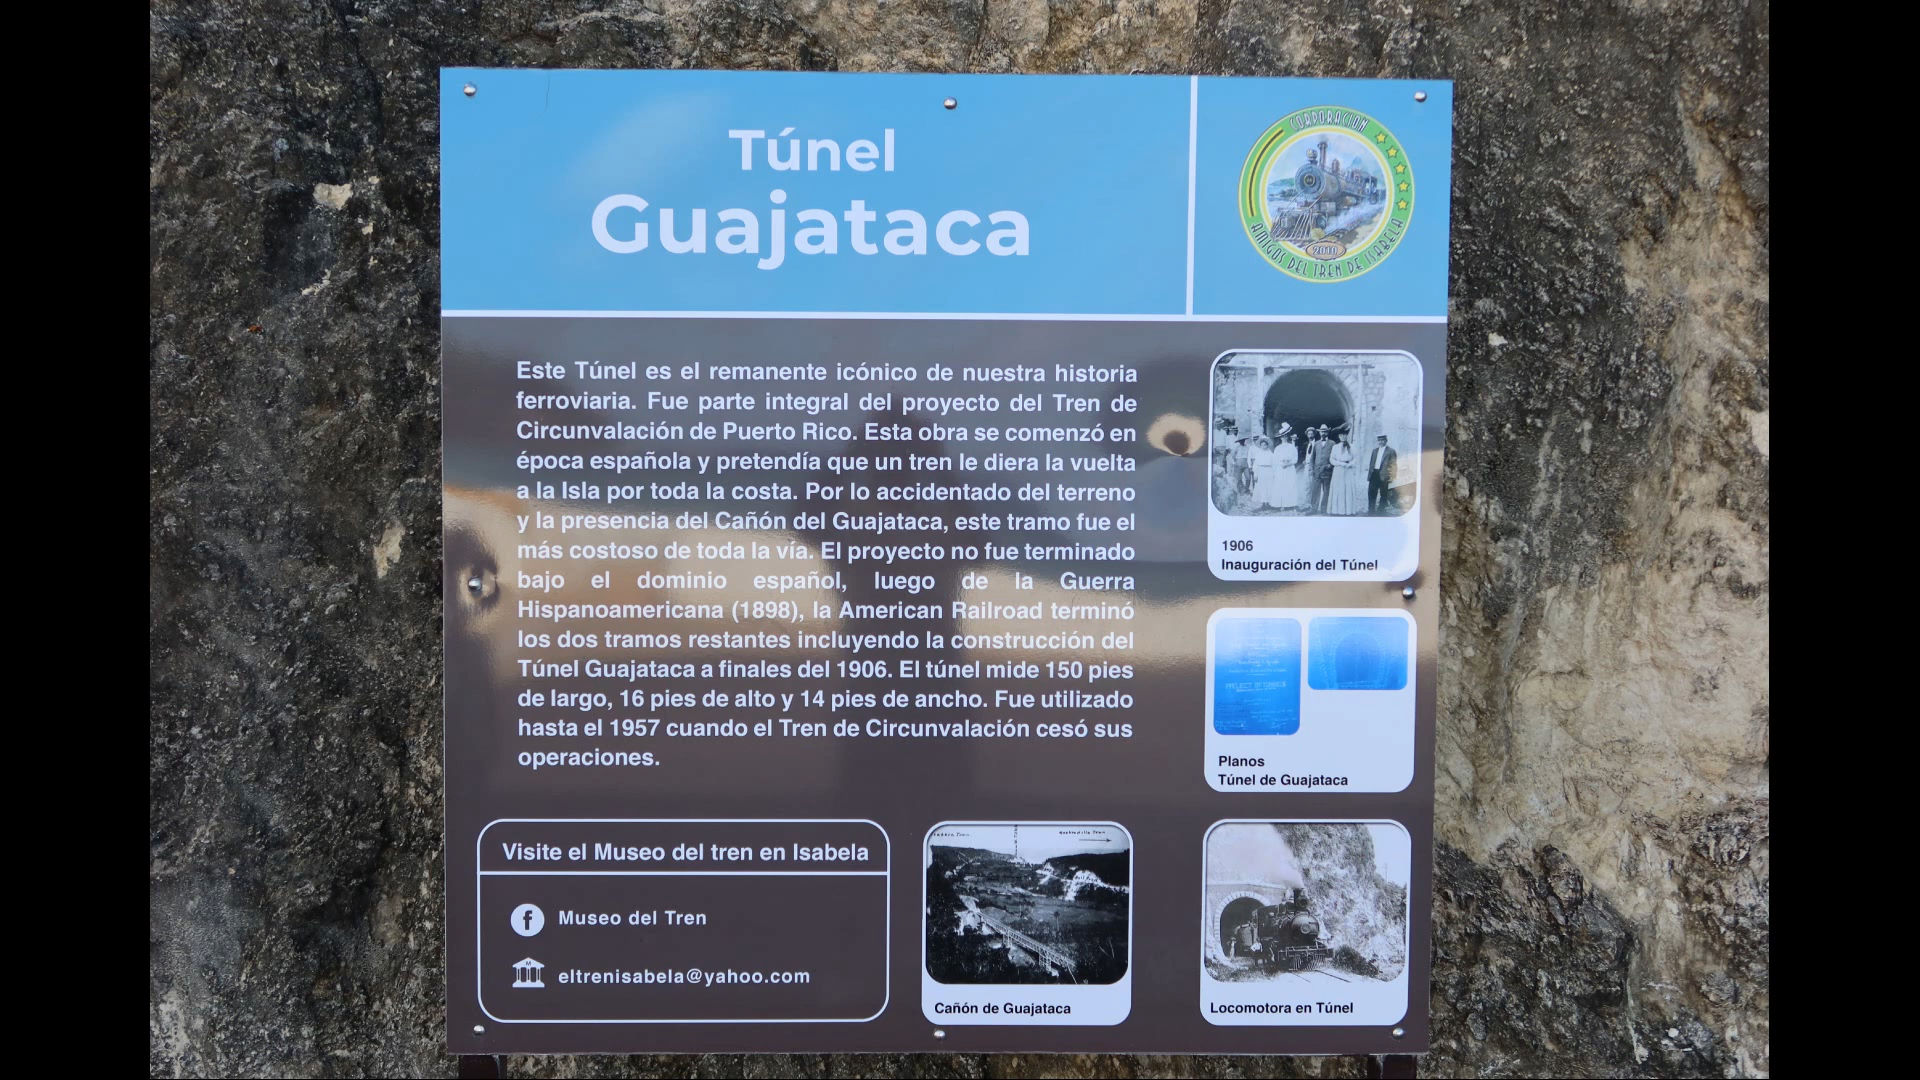 Túnel
Guajataca
CORPORACION
AMIGOS DEL TREN DE ISABELA
2010
Este Túnel es el remanente icónico de nuestra historia
ferroviaria. Fue parte integral del proyecto del Tren de
Circunvalación de Puerto Rico. Esta obra se comenzó en
época española y pretendía que un tren le diera la vuelta
a la Isla por toda la costa. Por lo accidentado del terreno
y la presencia del Cañón del Guajataca, este tramo fue el
más costoso de toda la vía. El proyecto no fue terminado
bajo el dominio español, luego de la Guerra
Hispanoamericana (1898), la American Railroad terminó
los dos tramos restantes incluyendo la construcción del
Túnel Guajataca a finales del 1906. El túnel mide 150 pies
de largo, 16 pies de alto y 14 pies de ancho. Fue utilizado
hasta el 1957 cuando el Tren de Circunvalación cesó sus
operaciones.
1906
Inauguración del Túnel
Planos
Túnel de Guajataca
Visite el Museo del tren en Isabela
Museo del Tren
eltrenisabela@yahoo.com
Cañón de Guajataca
Locomotora en Túnel